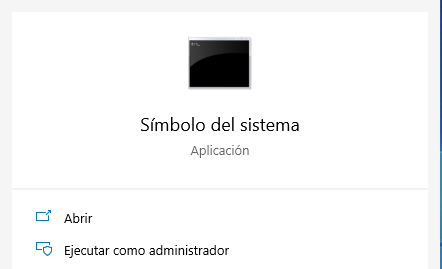 Símbolo del sistema
Aplicación
Abrir
Ejecutar como administrador